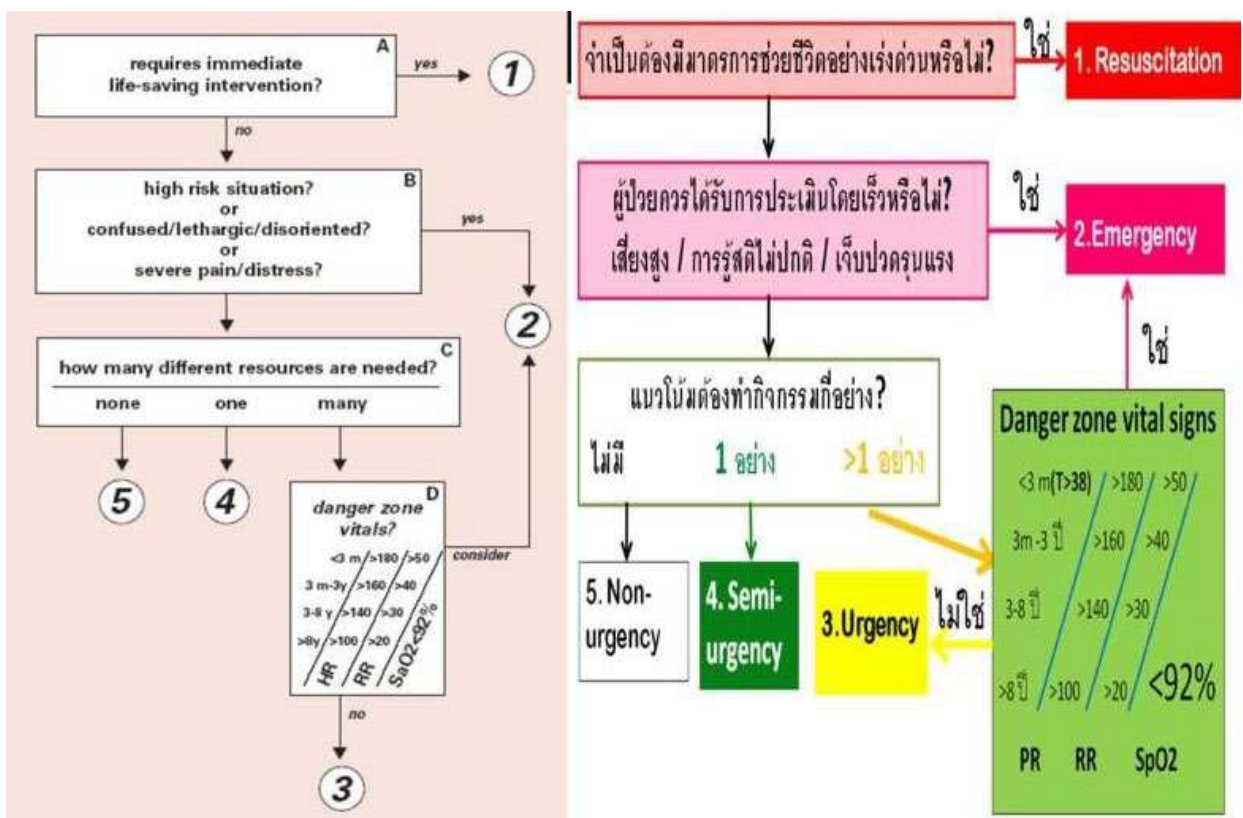 A
requires immediate
life-saving intervention?
yes
1
no
B
high risk situation?
or
confused/lethargic/disoriented?
or
severe pain/distress?
yes
2
C
how many different resources are needed?
none one many
5
4
D
danger zone
vitals?
<3 m >180 >50
3 m-3y >160 >40
3-8 y >140 >30
>8y >100 >20
HR RR SaO2<92%
consider
no
3
จำเป็นต้องมีมาตรการช่วยชีวิตอย่างเร่งด่วนหรือไม่?
ใช่
1. Resuscitation
ผู้ป่วยควรได้รับการประเมินโดยเร็วหรือไม่?
เสี่ยงสูง / การรู้สติไม่ปกติ / เจ็บปวดรุนแรง
ใช่
2.Emergency
ใช่
แนวโน้มต้องทำกิจกรรมกี่อย่าง?
ไม่มี 1 อย่าง >1 อย่าง
5. Non-
urgency
4. Semi-
urgency
3.Urgency
ไม่ใช่
Danger zone vital signs
<3 m(T>38) >180 >50
3m -3 ปี >160 >40
3-8 ปี >140 >30
>8 ปี >100 >20 <92%
PR RR SpO2